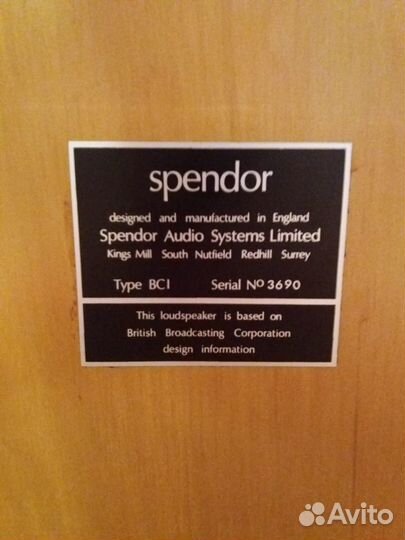 spendor
designed and manufactured in England
Spendor Audio Systems Limited
Kings Mill South Nutfield Redhill Surrey
Type BC1 Serial No 3690
This loudspeaker is based on
British Broadcasting Corporation
design information
Avito